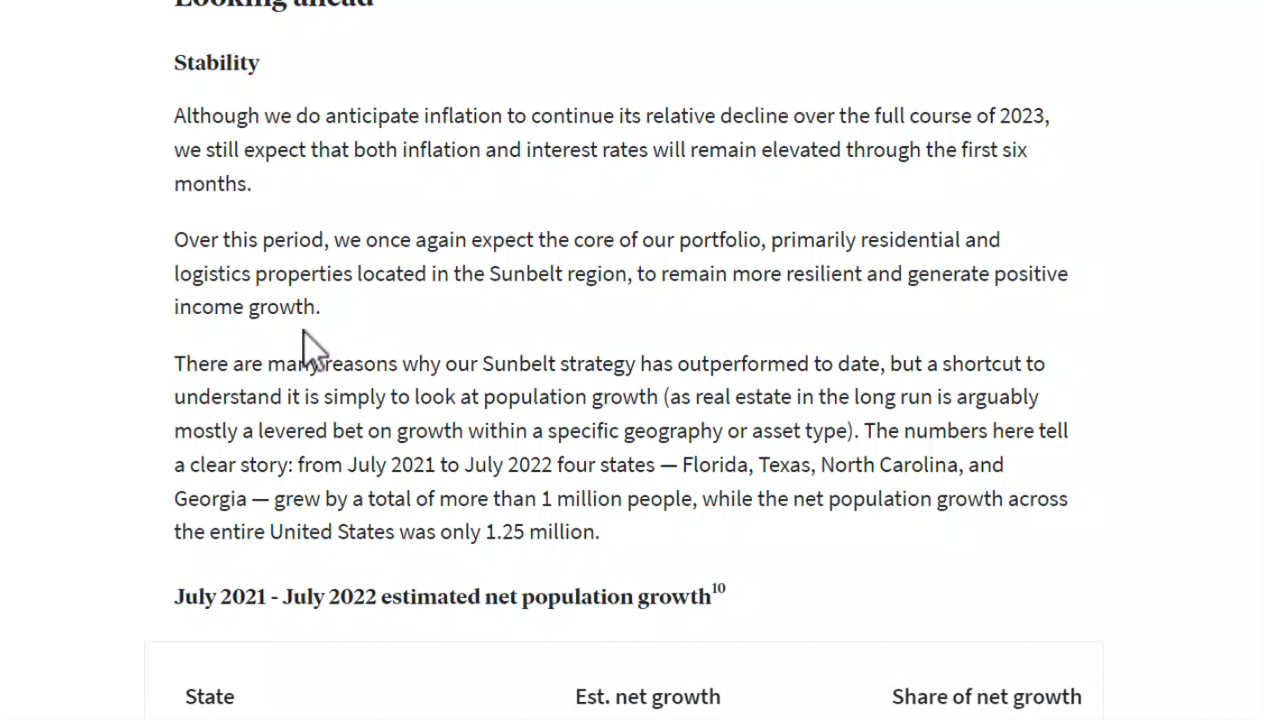 Looking ahead
Stability
Although we do anticipate inflation to continue its relative decline over the full course of 2023,
we still expect that both inflation and interest rates will remain elevated through the first six
months.
Over this period, we once again expect the core of our portfolio, primarily residential and
logistics properties located in the Sunbelt region, to remain more resilient and generate positive
income growth.
There are many reasons why our Sunbelt strategy has outperformed to date, but a shortcut to
understand it is simply to look at population growth (as real estate in the long run is arguably
mostly a levered bet on growth within a specific geography or asset type). The numbers here tell
a clear story: from July 2021 to July 2022 four states — Florida, Texas, North Carolina, and
Georgia — grew by a total of more than 1 million people, while the net population growth across
the entire United States was only 1.25 million.
July 2021 - July 2022 estimated net population growth10
State Est. net growth Share of net growth